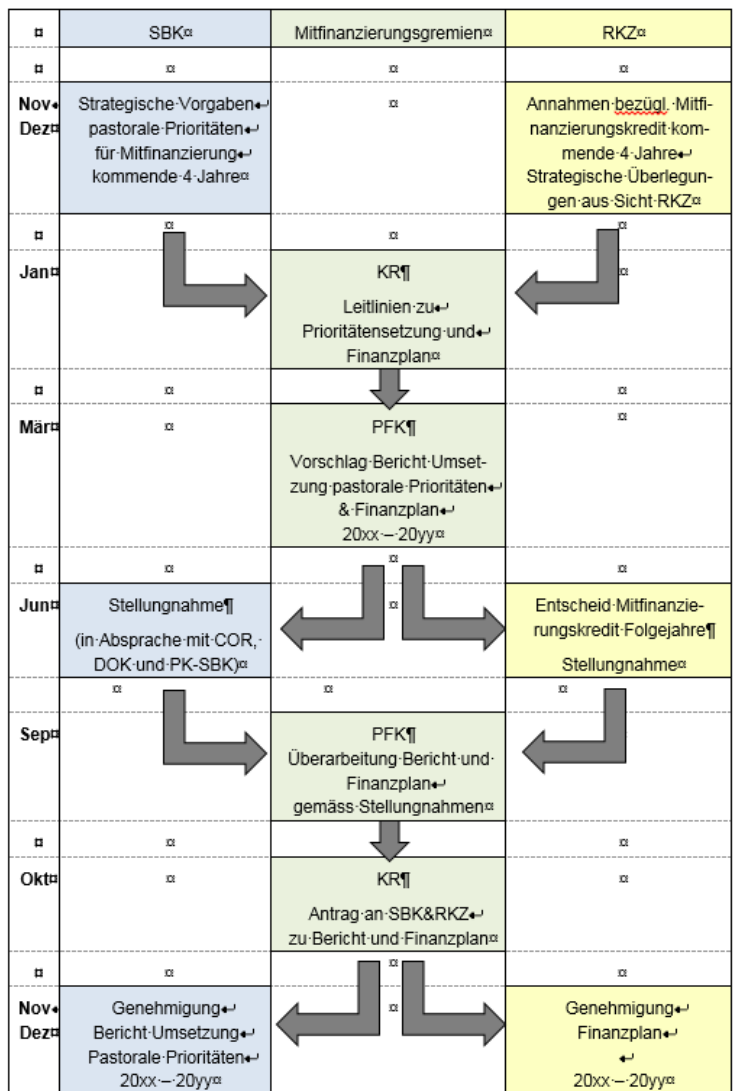 SBK Mitfinanzierungsgremien RKZ
Nov
Dez
Strategische Vorgaben
pastorale Prioritäten
für Mitfinanzierung
kommende 4 Jahre
Annahmen bezügl. Mitfi-
nanzierungskredit kom-
mende 4 Jahre
Strategische Überlegun-
gen aus Sicht RKZ
Jan
KR
Leitlinien zu
Prioritätensetzung und
Finanzplan
Mär
PFK
Vorschlag Bericht Umset-
zung pastorale Prioritäten
& Finanzplan
20xx – 20yy
Jun
Stellungnahme
(in Absprache mit COR,
DOK und PK-SBK)
Entscheid Mitfinanzie-
rungskredit Folgejahre
Stellungnahme
Sep
PFK
Überarbeitung Bericht und
Finanzplan
gemäss Stellungnahmen
Okt
KR
Antrag an SBK&RKZ
zu Bericht und Finanzplan
Nov
Dez
Genehmigung
Bericht Umsetzung
Pastorale Prioritäten
20xx – 20yy
Genehmigung
Finanzplan
20xx – 20yy